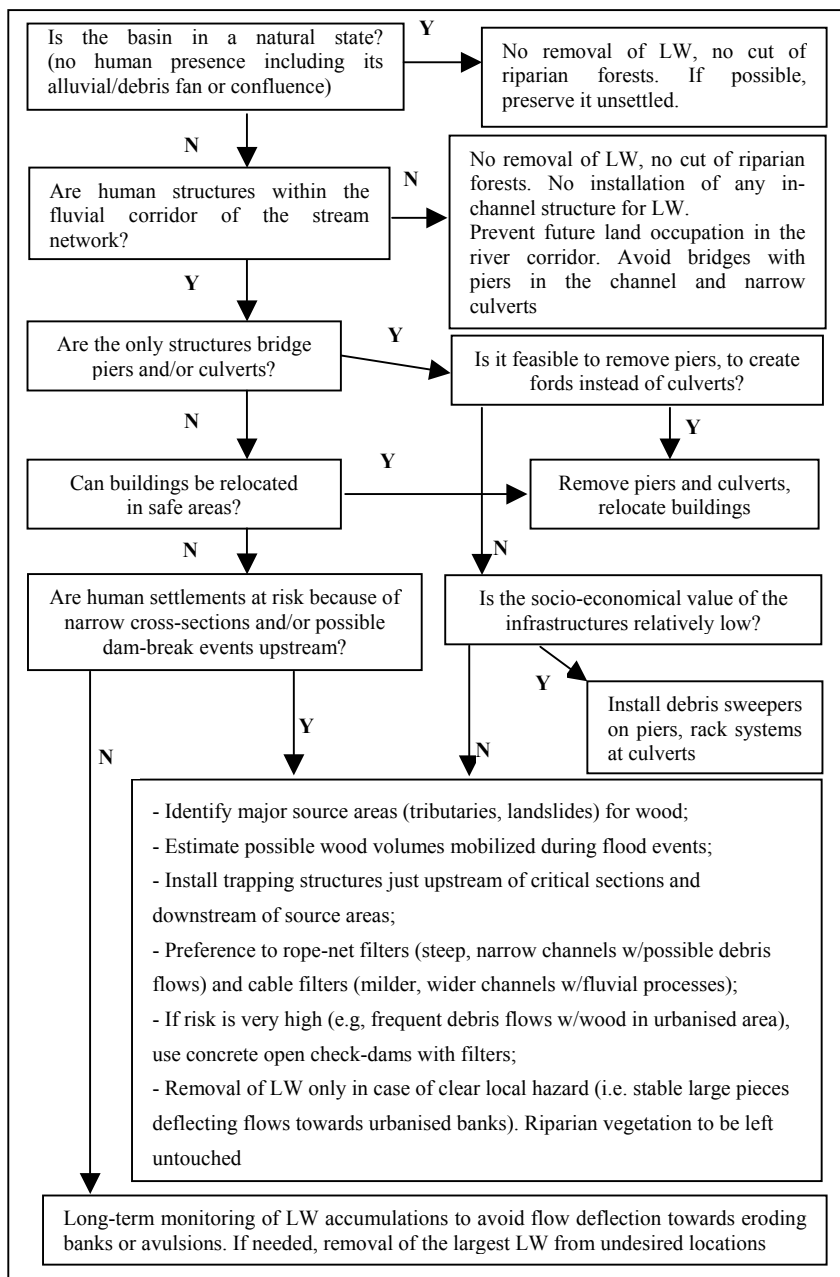 Is the basin in a natural state?
(no human presence including its
alluvial/debris fan or confluence)
Y
No removal of LW, no cut of
riparian forests. If possible,
preserve it unsettled.
N
Are human structures within the
fluvial corridor of the stream
network?
N
No removal of LW, no cut of riparian
forests. No installation of any in-
channel structure for LW.
Prevent future land occupation in the
river corridor. Avoid bridges with
piers in the channel and narrow
culverts
Y
Are the only structures bridge
piers and/or culverts?
Y
Is it feasible to remove piers, to create
fords instead of culverts?
N
Y
Can buildings be relocated
in safe areas?
Y
Remove piers and culverts,
relocate buildings
N
N
Are human settlements at risk because of
narrow cross-sections and/or possible
dam-break events upstream?
Is the socio-economical value of the
infrastructures relatively low?
Y
Install debris sweepers
on piers, rack systems
at culverts
N
Y
N
- Identify major source areas (tributaries, landslides) for wood;
- Estimate possible wood volumes mobilized during flood events;
- Install trapping structures just upstream of critical sections and
downstream of source areas;
- Preference to rope-net filters (steep, narrow channels w/possible debris
flows) and cable filters (milder, wider channels w/fluvial processes);
- If risk is very high (e.g, frequent debris flows w/wood in urbanised area),
use concrete open check-dams with filters;
- Removal of LW only in case of clear local hazard (i.e. stable large pieces
deflecting flows towards urbanised banks). Riparian vegetation to be left
untouched
Long-term monitoring of LW accumulations to avoid flow deflection towards eroding
banks or avulsions. If needed, removal of the largest LW from undesired locations